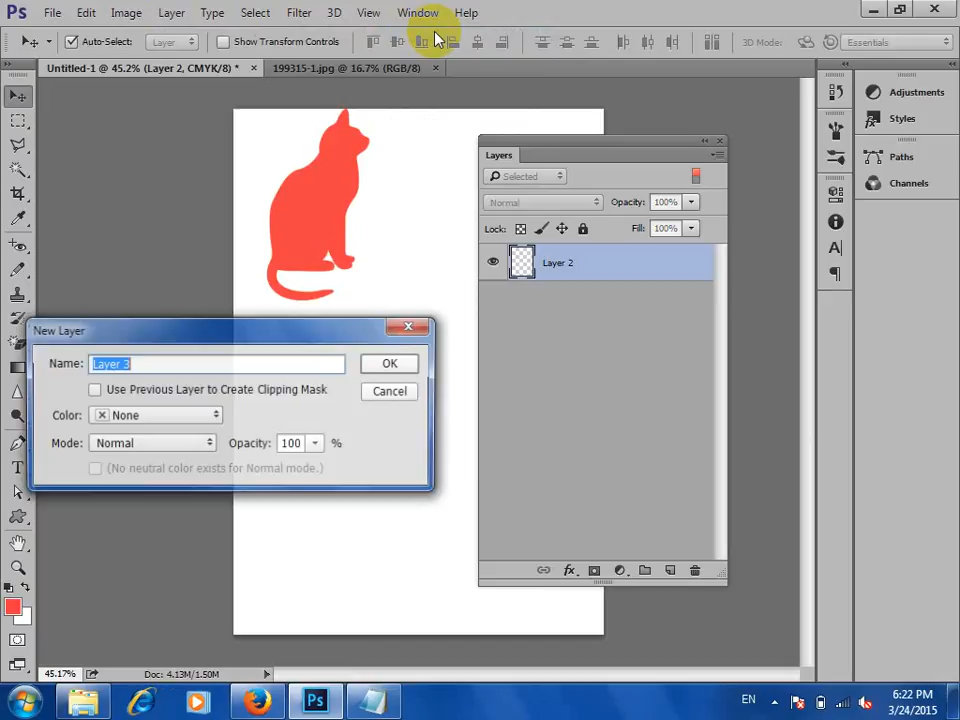 Ps File Edit Image Layer Type Select Filter 3D View Window Help
Auto-Select: Layer Show Transform Controls 3D Mode: Essentials
Untitled-1 @ 45.2% (Layer 2, CMYK/8) * × 199315-1.jpg @ 16.7% (RGB/8) ×
Adjustments
Styles
Paths
Channels
Layers
Selected
Normal Opacity: 100%
Lock: Fill: 100%
Layer 2
New Layer
Name: Layer 3 OK
Use Previous Layer to Create Clipping Mask Cancel
Color: None
Mode: Normal Opacity: 100 %
(No neutral color exists for Normal mode.)
45.17% Doc: 4.13M/1.50M
Ps EN 6:22 PM
3/24/2015